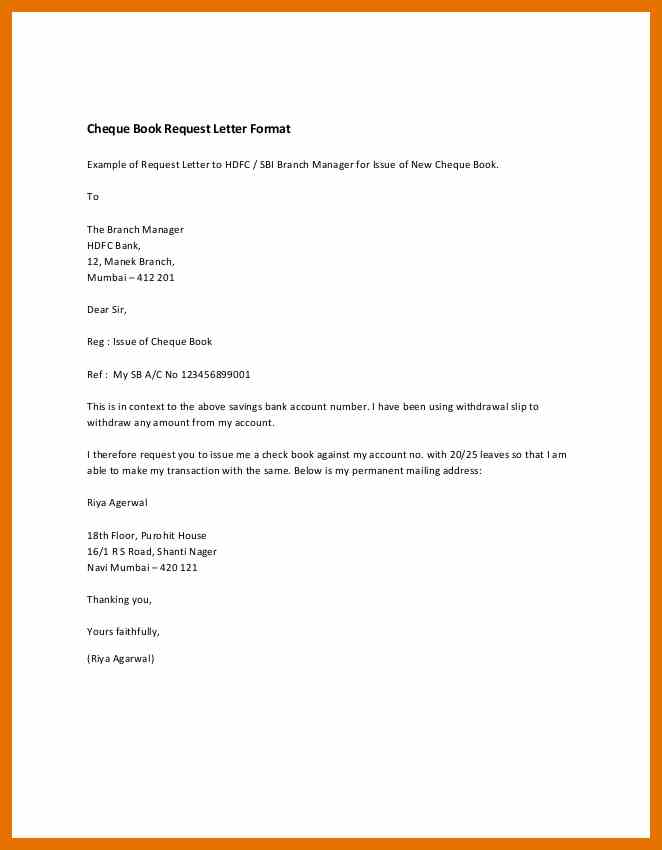 Cheque Book Request Letter Format
Example of Request Letter to HDFC / SBI Branch Manager for Issue of New Cheque Book.
To
The Branch Manager
HDFC Bank,
12, Manek Branch,
Mumbai – 412 201
Dear Sir,
Reg : Issue of Cheque Book
Ref :  My SB A/C No 123456899001
This is in context to the above savings bank account number. I have been using withdrawal slip to
withdraw any amount from my account.
I therefore request you to issue me a check book against my account no. with 20/25 leaves so that I am
able to make my transaction with the same. Below is my permanent mailing address:
Riya Agerwal
18th Floor, Purohit House
16/1 R S Road, Shanti Nager
Navi Mumbai – 420 121
Thanking you,
Yours faithfully,
(Riya Agarwal)